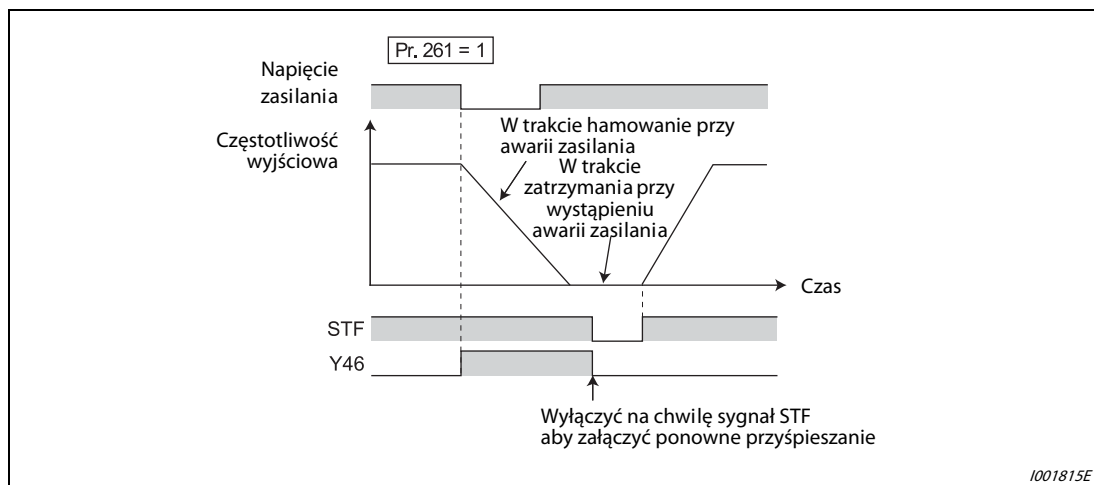 Pr. 261 = 1
Napięcie
zasilania
Częstotliwość
wyjściowa
W trakcie hamowanie przy
awarii zasilania
W trakcie
zatrzymania przy
wystąpieniu
awarii zasilania
Czas
STF
Y46
Wyłączyć na chwilę sygnał STF
aby załączyć ponowne przyśpieszanie
I001815E